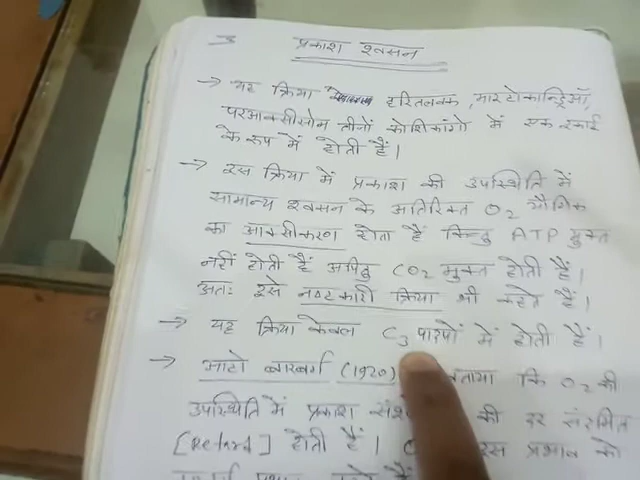 प्रकाश श्वसन
→ यह क्रिया हरितलवक, माइटोकान्ड्रिया,
परआक्सीसोम तीनों कोशिकांगो में एक इकाई
के रूप में होती हैं।
→ इस क्रिया में प्रकाश की उपस्थिति में
सामान्य श्वसन के अतिरिक्त O2 यौगिक
का आक्सीकरण होता हैं किन्तु ATP मुक्त
नहीं होती हैं अपितु CO2 मुक्त होती हैं।
अतः इसे नष्टकारी क्रिया भी कहते हैं।
→ यह क्रिया केवल C3 पादपों में होती हैं।
→ आटो वारबर्ग (1920) बताया कि O2 की
उपस्थिति में प्रकाश की दर संदमित
[Retard] होती हैं। इस प्रभाव को